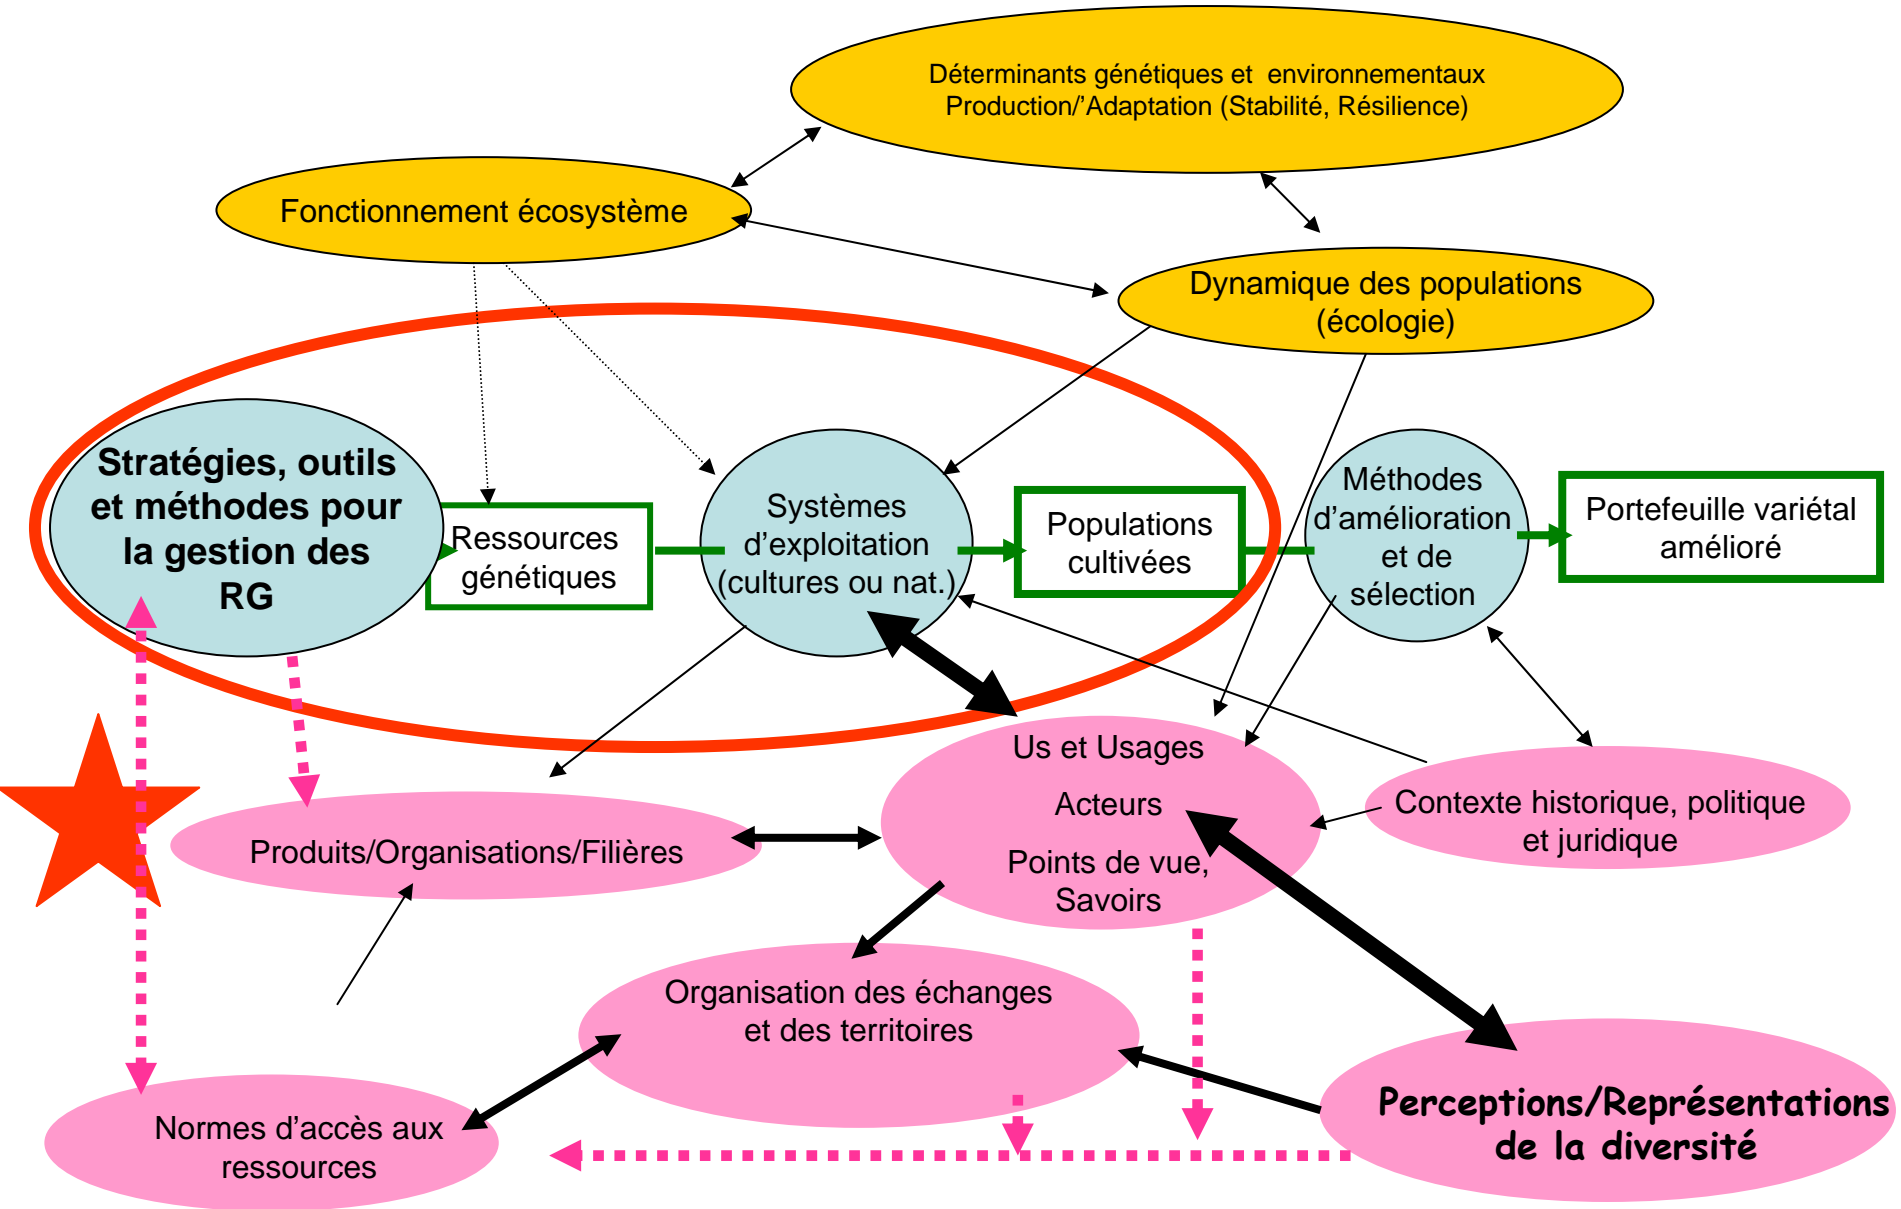 Déterminants génétiques et  environnementaux
Production/’Adaptation (Stabilité, Résilience)
Fonctionnement écosystème
Dynamique des populations
(écologie)
Stratégies, outils
et méthodes pour
la gestion des
RG
Ressources
génétiques
Systèmes
d’exploitation
(cultures ou nat.)
Populations
cultivées
Méthodes
d’amélioration
et de
sélection
Portefeuille variétal
amélioré
Us et Usages
Acteurs
Points de vue,
Savoirs
Contexte historique, politique
et juridique
Produits/Organisations/Filières
Organisation des échanges
et des territoires
Normes d’accès aux
ressources
Perceptions/Représentations
de la diversité